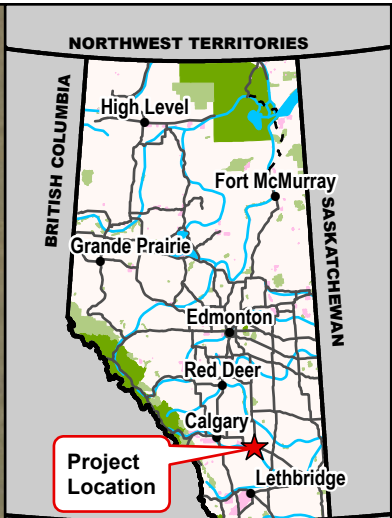 NORTHWEST TERRITORIES
BRITISH COLUMBIA
High Level
Fort McMurray
SASKATCHEWAN
Grande Prairie
Edmonton
Red Deer
Calgary
Project
Location
Lethbridge